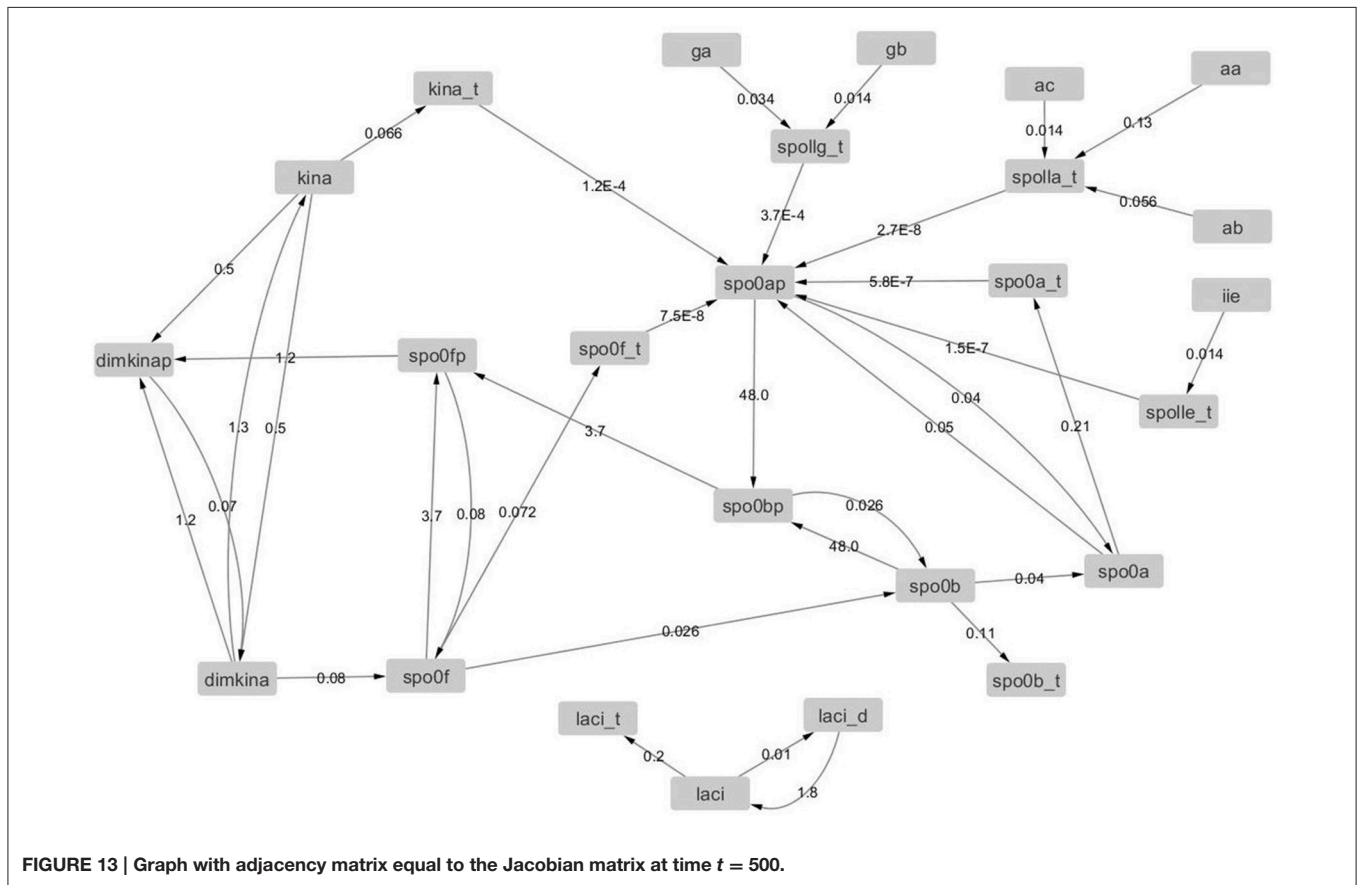 ga
gb
aa
ac
kina_t
0.034
0.014
0.13
0.014
0.066
spollg_t
kina
spolla_t
1.2E-4
0.056
3.7E-4
2.7E-8
ab
0.5
spo0ap
5.8E-7
spo0a_t
iie
7.5E-8
dimkinap
1.2
spo0fp
spo0f_t
1.5E-7
0.014
48.0
0.04
spolle_t
1.3
0.5
3.7
0.05
0.21
0.07
1.2
3.7
0.08
0.072
spo0bp
0.026
48.0
spo0b
0.04
spo0a
0.026
0.11
dimkina
0.08
spo0f
spo0b_t
laci_t
laci_d
0.2
0.01
laci
1.8
FIGURE 13 | Graph with adjacency matrix equal to the Jacobian matrix at time t = 500.